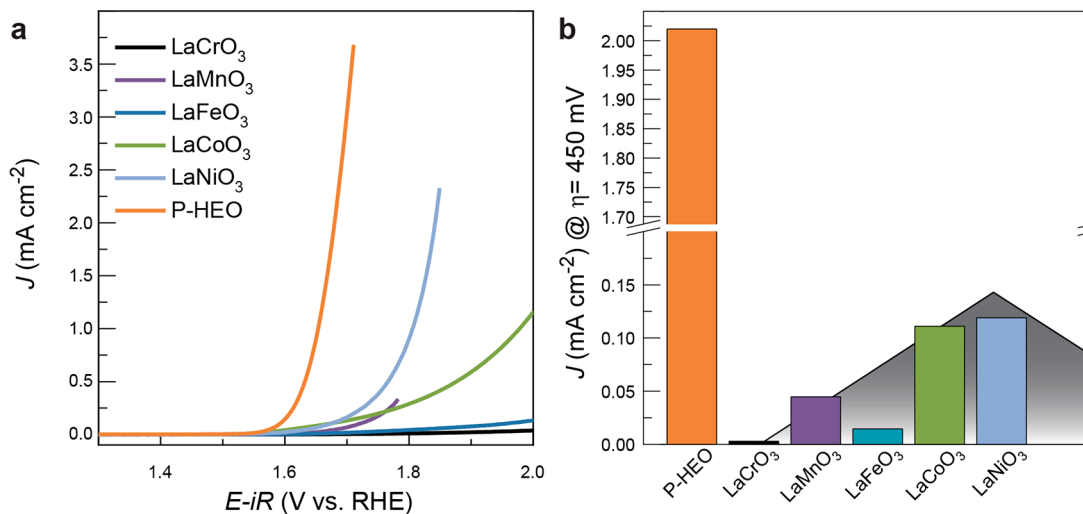 a
J (mA cm⁻²)
3.5
3.0
2.5
2.0
1.5
1.0
0.5
0.0
LaCrO₃
LaMnO₃
LaFeO₃
LaCoO₃
LaNiO₃
P-HEO
1.4
1.6
1.8
2.0
E-iR (V vs. RHE)
b
J (mA cm⁻²) @ η= 450 mV
2.00
1.95
1.90
1.85
1.80
1.75
1.70
0.15
0.10
0.05
0.00
P-HEO
LaCrO₃
LaMnO₃
LaFeO₃
LaCoO₃
LaNiO₃